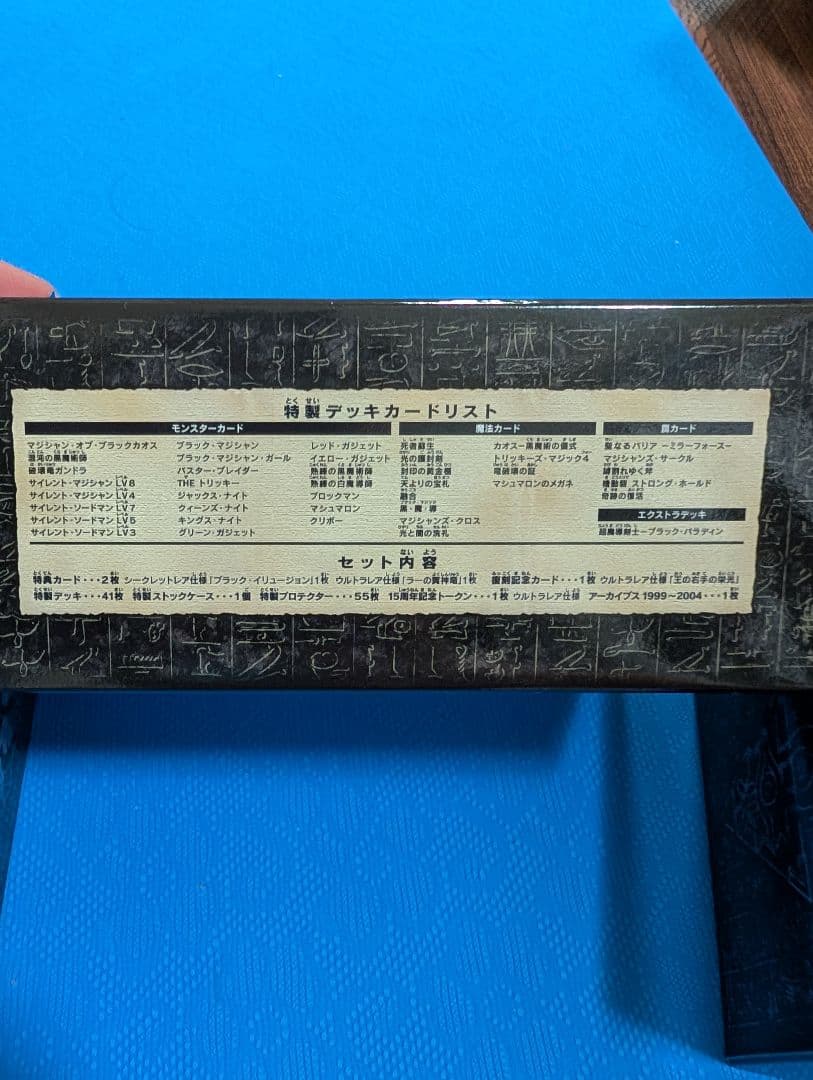 特製デッキカードリスト
モンスターカード
マジシャン・オブ・ブラックカオス
混沌の黒魔術師
破壊竜ガンドラ
サイレント・マジシャン LV8
サイレント・マジシャン LV4
サイレント・ソードマン LV7
サイレント・ソードマン LV5
サイレント・ソードマン LV3
ブラック・マジシャン
ブラック・マジシャン・ガール
バスター・ブレイダー
THE トリッキー
ジャックス・ナイト
クィーンズ・ナイト
キングス・ナイト
グリーン・ガジェット
レッド・ガジェット
イエロー・ガジェット
熟練の黒魔術師
熟練の白魔導師
ブロックマン
マシュマロン
クリボー
魔法カード
死者蘇生
光の護封剣
封印の黄金櫃
天よりの宝札
融合
黒・魔・導
マジシャンズ・クロス
光と闇の洗礼
カオス－黒魔術の儀式
トリッキーズ・マジック4
竜破壊の証
マシュマロンのメガネ
罠カード
聖なるバリア －ミラーフォース－
マジシャンズ・サークル
罅割れゆく斧
機動砦 ストロング・ホールド
奇跡の復活
エクストラデッキ
超魔導剣士－ブラック・パラディン
セット内容
特典カード・・・2枚 シークレットレア仕様「ブラック・イリュージョン」1枚 ウルトラレア仕様「ラーの翼神竜」1枚 復刻記念カード・・・1枚 ウルトラレア仕様「王の右手の栄光」
特製デッキ・・・41枚 特製ストックケース・・・1個 特製プロテクター・・・55枚 15周年記念トークン・・・1枚 ウルトラレア仕様 アーカイブス 1999～2004・・・1枚